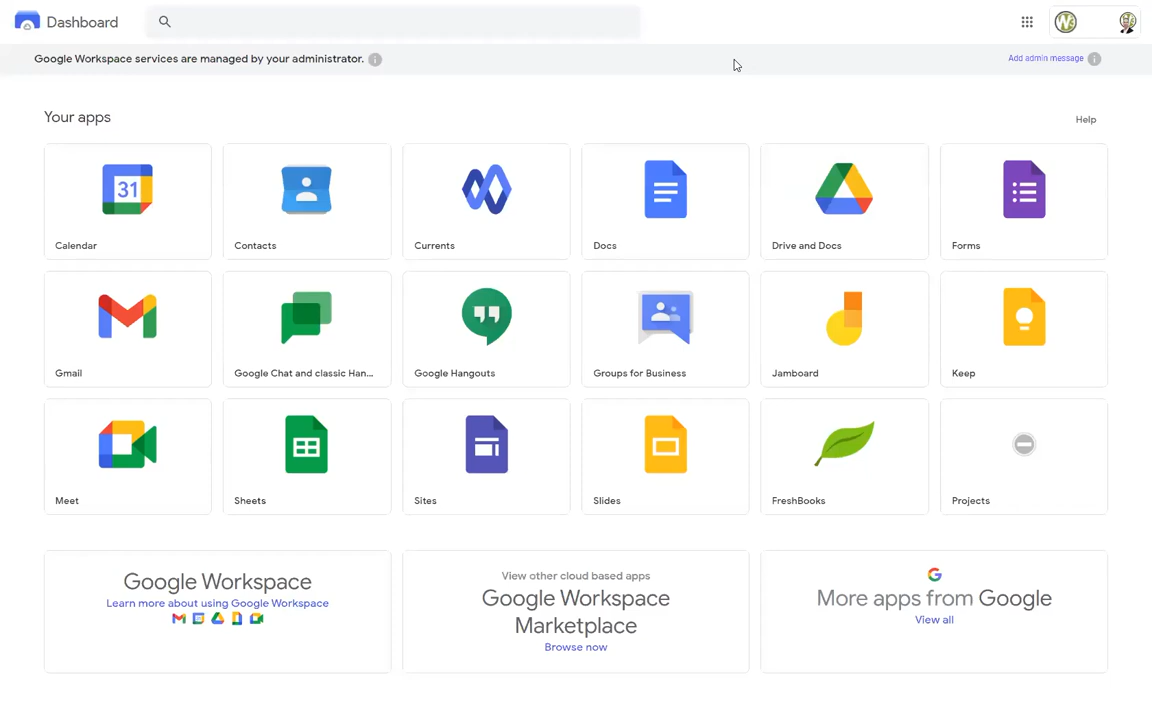 Dashboard
Google Workspace services are managed by your administrator.
Add admin message
Your apps
Help
31
Calendar
Contacts
Currents
Docs
Drive and Docs
Forms
Gmail
Google Chat and classic Han...
Google Hangouts
Groups for Business
Jamboard
Keep
Meet
Sheets
Sites
Slides
FreshBooks
Projects
Google Workspace
Learn more about using Google Workspace
View other cloud based apps
Google Workspace
Marketplace
Browse now
More apps from Google
View all